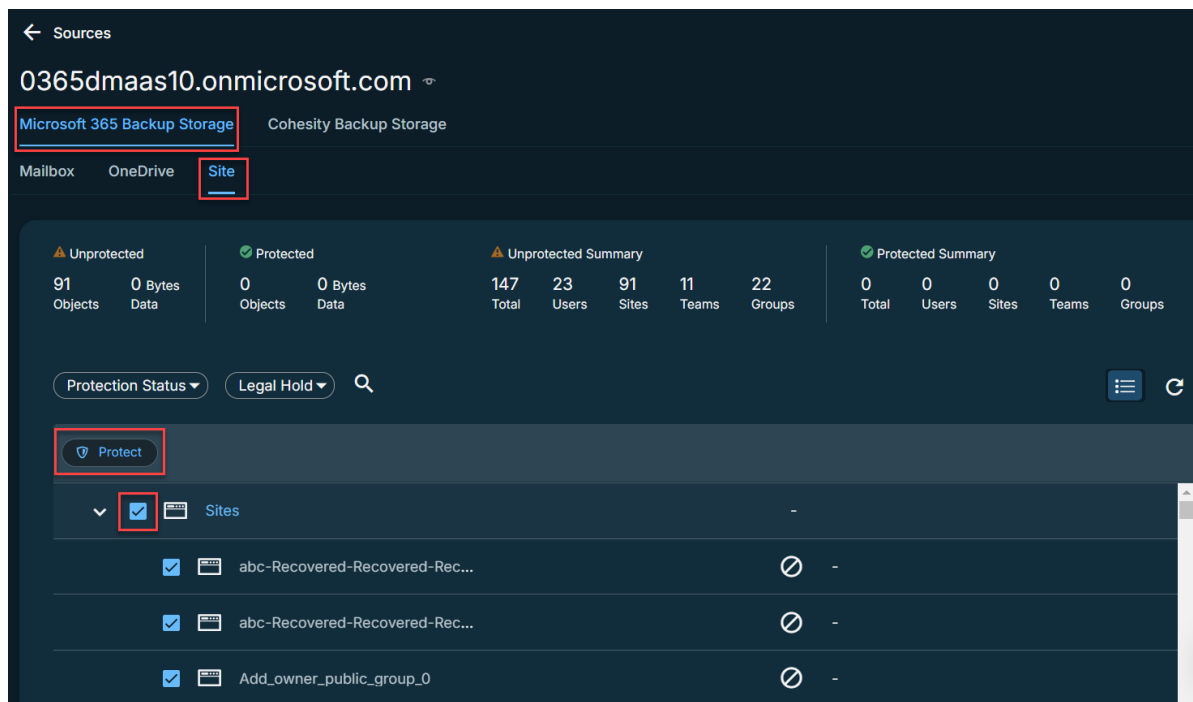 Sources
0365dmaas10.onmicrosoft.com
Microsoft 365 Backup Storage Cohesity Backup Storage
Mailbox OneDrive Site
Unprotected Protected Unprotected Summary Protected Summary
91 0 Bytes 0 0 Bytes 147 23 91 11 22 0 0 0 0 0
Objects Data Objects Data Total Users Sites Teams Groups Total Users Sites Teams Groups
Protection Status Legal Hold
Protect
Sites -
abc-Recovered-Recovered-Rec... -
abc-Recovered-Recovered-Rec... -
Add_owner_public_group_0 -